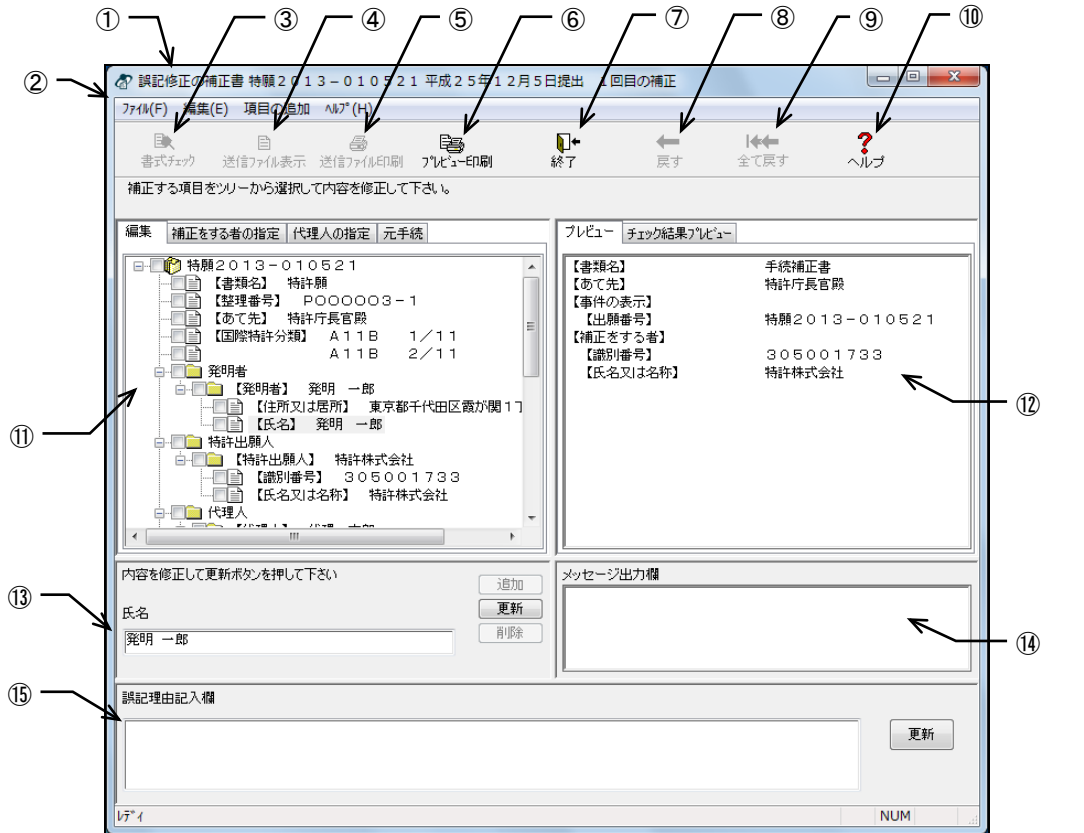 ① ③ ④ ⑤ ⑥ ⑦ ⑧ ⑨ ⑩
②
誤記修正の補正書 特願２０１３－０１０５２１ 平成２５年１２月５日提出 １回目の補正
ﾌｧｲﾙ(F) 編集(E) 項目の追加 ﾍﾙﾌﾟ(H)
書式ﾁｪｯｸ 送信ﾌｧｲﾙ表示 送信ﾌｧｲﾙ印刷 ﾌﾟﾚﾋﾞｭｰ印刷 終了 戻す 全て戻す ヘルプ
補正する項目をツリーから選択して内容を修正して下さい。
編集 補正をする者の指定 代理人の指定 元手続
特願２０１３－０１０５２１
【書類名】 特許願
【整理番号】 Ｐ０００００３－１
【あて先】 特許庁長官殿
【国際特許分類】 Ａ１１Ｂ １／１１
Ａ１１Ｂ ２／１１
発明者
【発明者】 発明 一郎
【住所又は居所】 東京都千代田区霞が関１丁
【氏名】 発明 一郎
特許出願人
【特許出願人】 特許株式会社
【識別番号】 ３０５００１７３３
【氏名又は名称】 特許株式会社
代理人
⑪
プレビュー ﾁｪｯｸ結果ﾌﾟﾚﾋﾞｭｰ
【書類名】 手続補正書
【あて先】 特許庁長官殿
【事件の表示】
【出願番号】 特願２０１３－０１０５２１
【補正をする者】
【識別番号】 ３０５００１７３３
【氏名又は名称】 特許株式会社
⑫
内容を修正して更新ボタンを押して下さい
追加
氏名
更新
発明 一郎
削除
⑬
メッセージ出力欄
⑭
⑮
誤記理由記入欄
更新
ﾚﾃﾞｨ
NUM